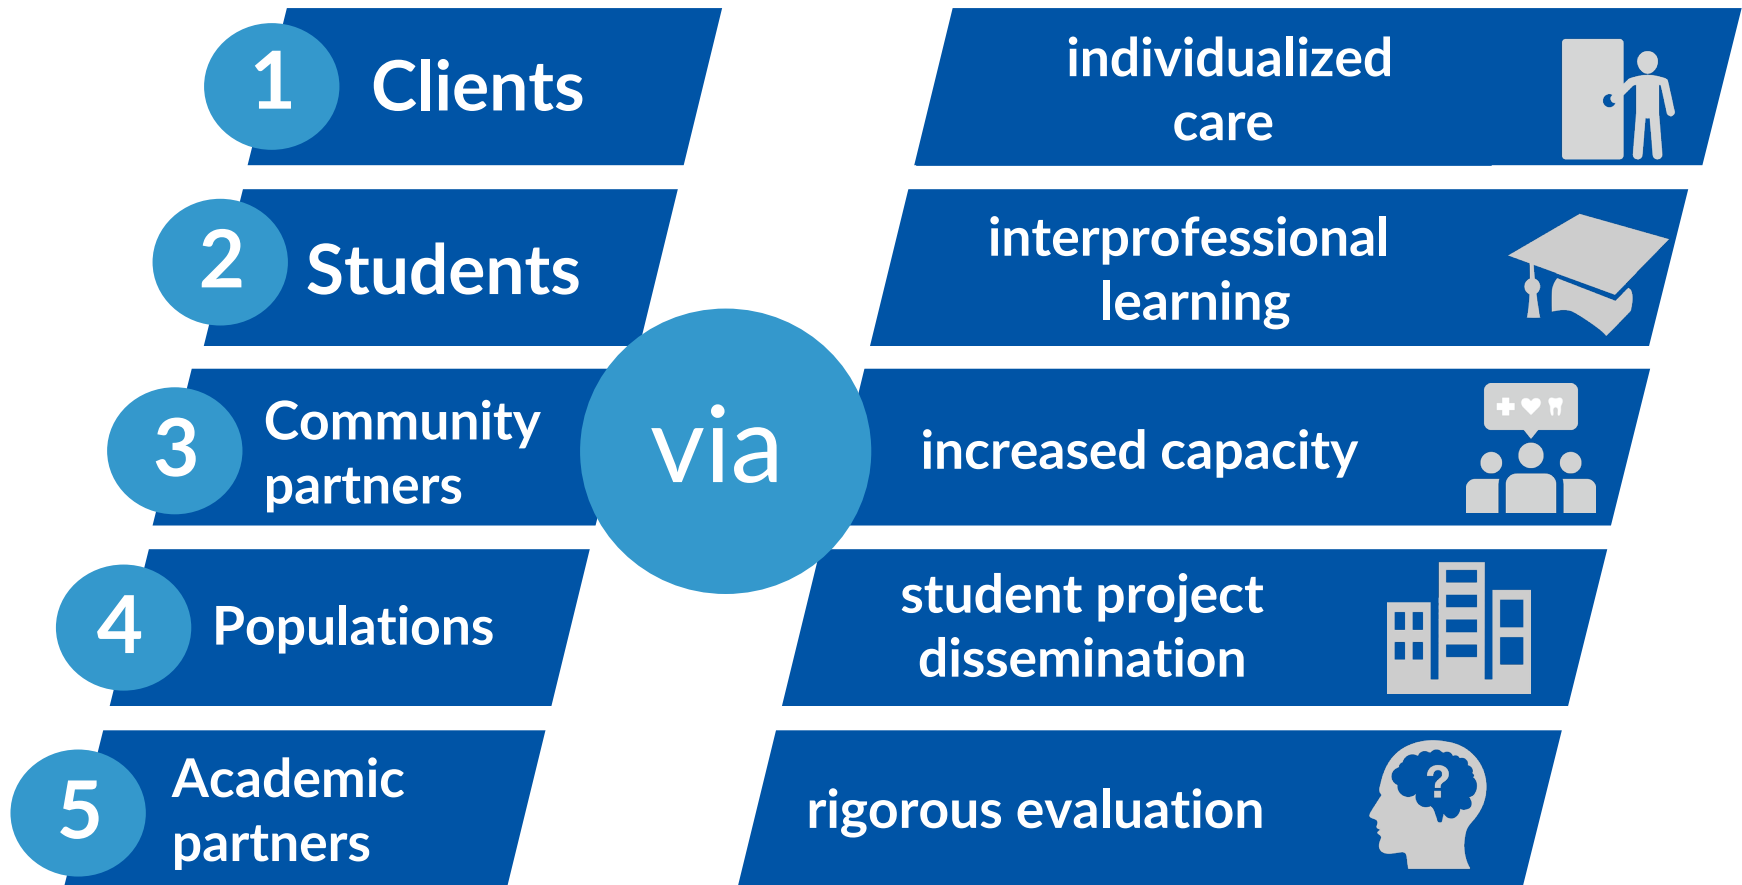 1
Clients
individualized
care
2
Students
interprofessional
learning
3
Community
partners
via
increased capacity
4
Populations
student project
dissemination
5
Academic
partners
rigorous evaluation
?